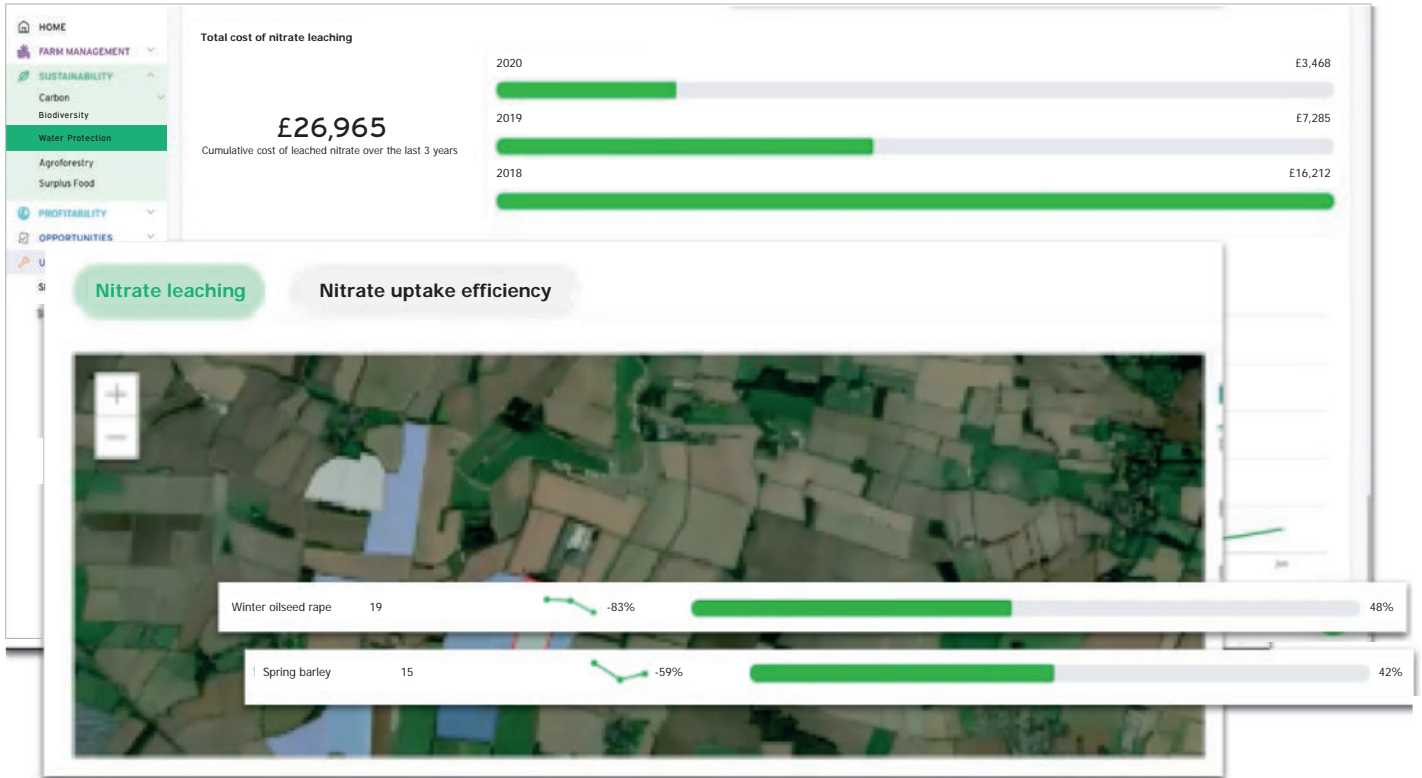 HOME
FARM MANAGEMENT
SUSTAINABILITY
Carbon
Biodiversity
Water Protection
Agroforestry
Surplus Food
PROFITABILITY
OPPORTUNITIES
Total cost of nitrate leaching
£26,965
Cumulative cost of leached nitrate over the last 3 years
2020 £3,468
2019 £7,285
2018 £16,212
Nitrate leaching Nitrate uptake efficiency
+
−
Jun
Winter oilseed rape 19 -83% 48%
Spring barley 15 -59% 42%